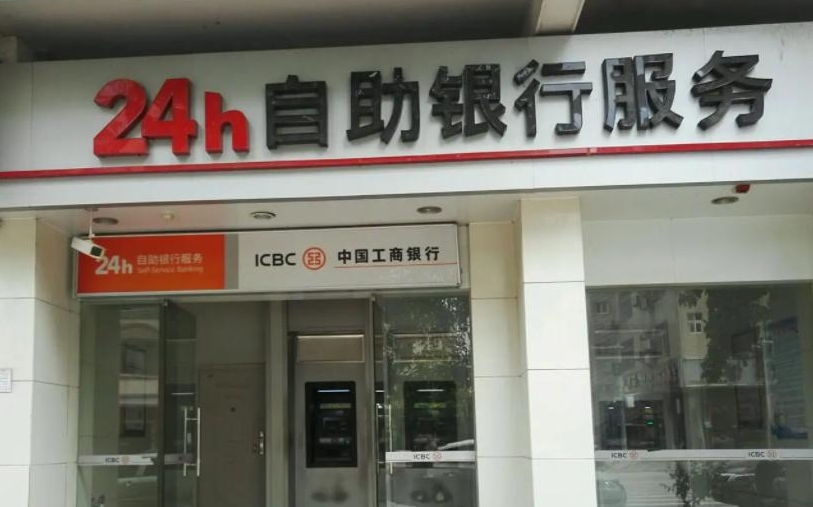 24h自助银行服务
24h 自助银行服务
Self-Service Banking
ICBC 中国工商银行
ICBC
ICBC
ICBC
ICBC